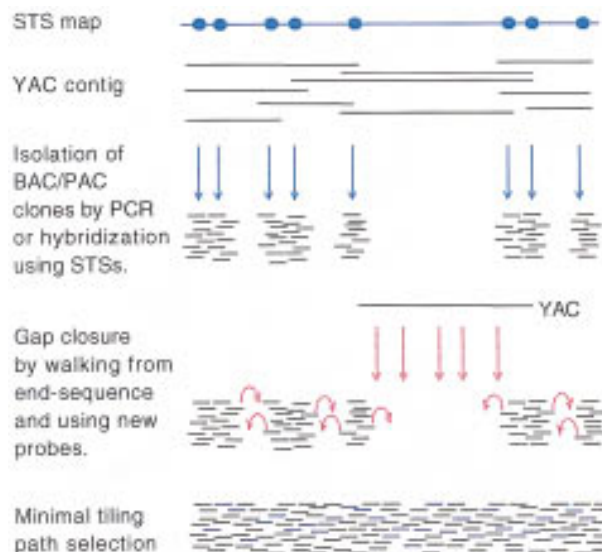 STS map
YAC contig
Isolation of
BAC/PAC
clones by PCR
or hybridization
using STSs.
YAC
Gap closure
by walking from
end-sequence
and using new
probes.
Minimal tiling
path selection